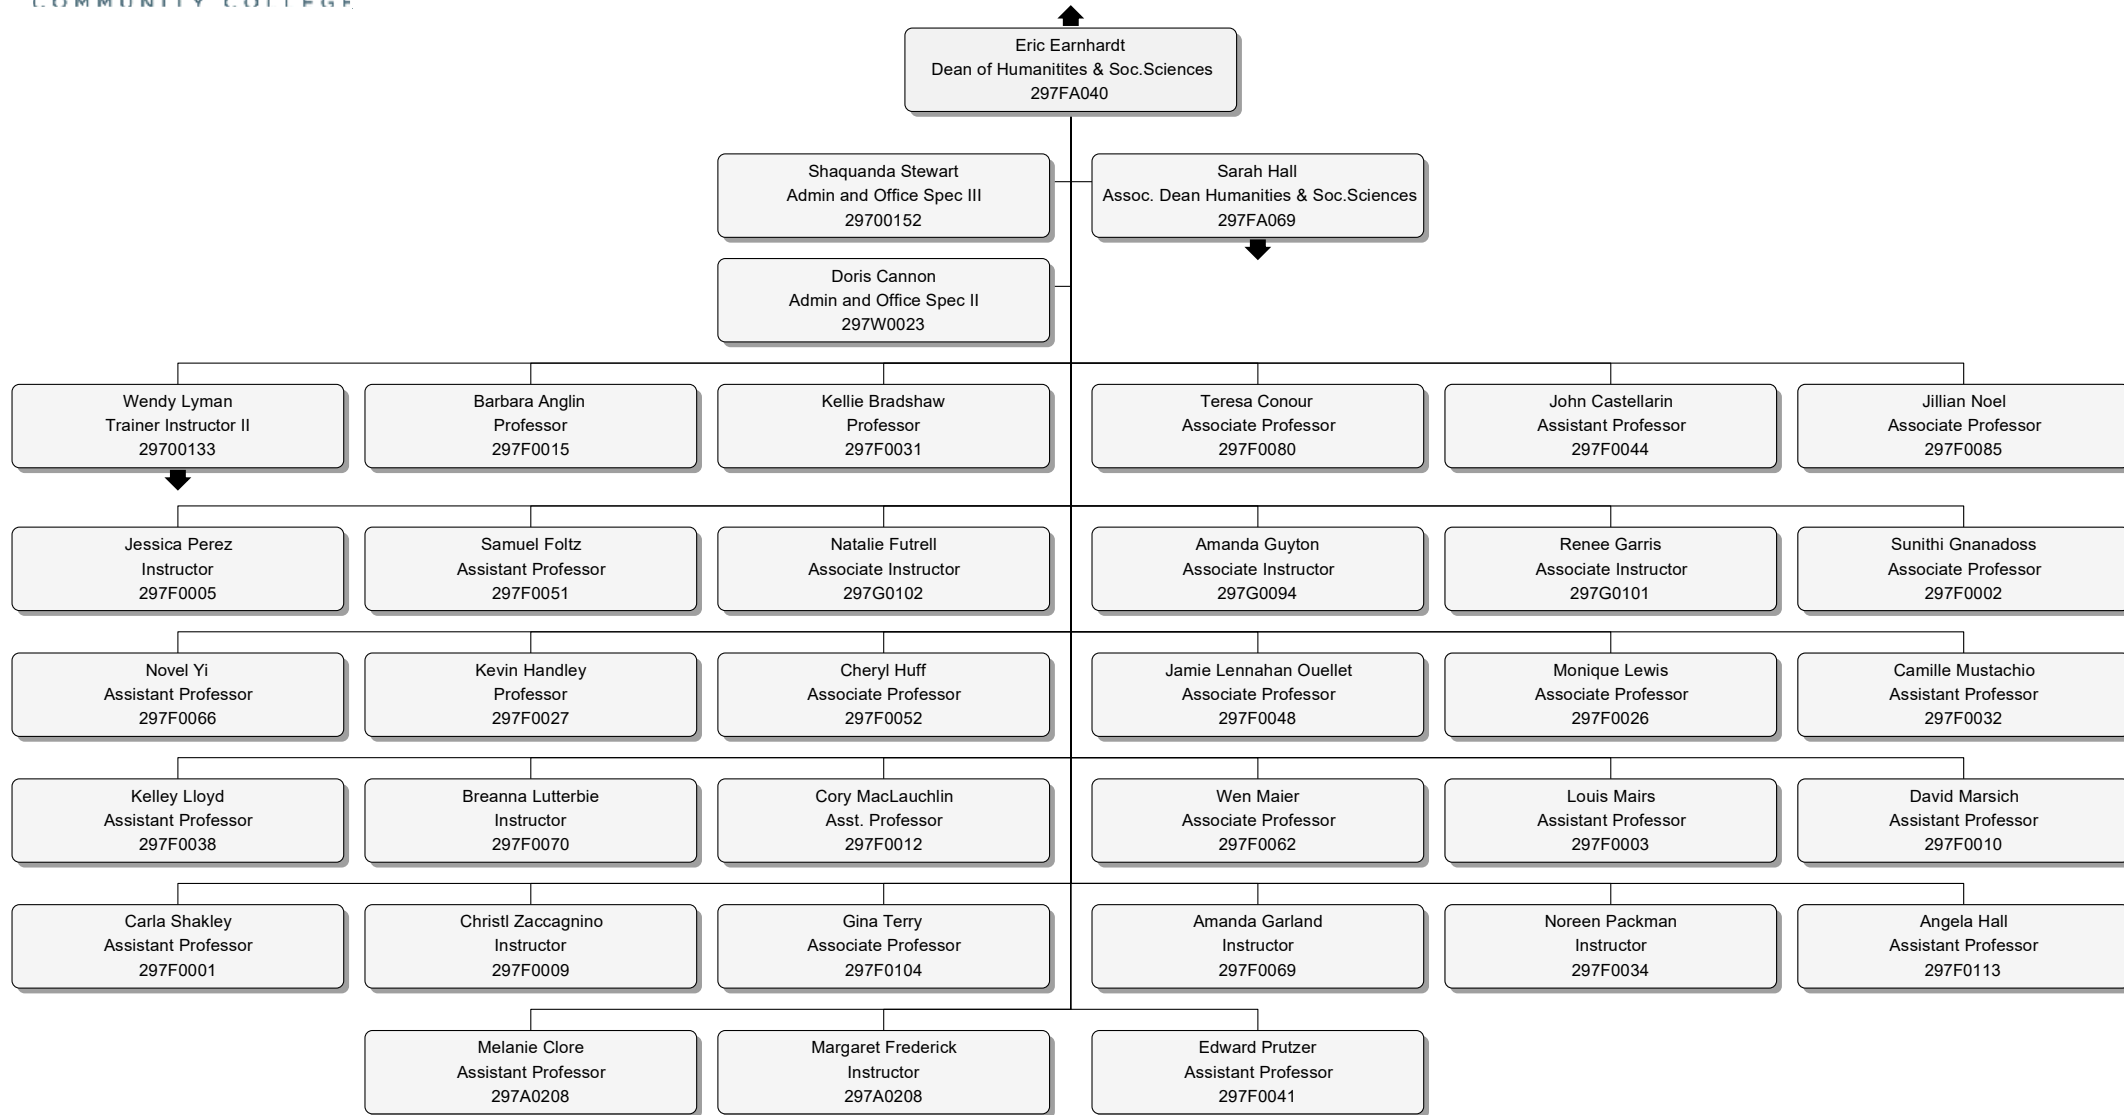 COMMUNITY COLLEGE
Eric Earnhardt
Dean of Humanitites & Soc.Sciences
297FA040
Shaquanda Stewart
Admin and Office Spec III
29700152
Sarah Hall
Assoc. Dean Humanities & Soc.Sciences
297FA069
Doris Cannon
Admin and Office Spec II
297W0023
Wendy Lyman
Trainer Instructor II
29700133
Barbara Anglin
Professor
297F0015
Kellie Bradshaw
Professor
297F0031
Teresa Conour
Associate Professor
297F0080
John Castellarin
Assistant Professor
297F0044
Jillian Noel
Associate Professor
297F0085
Jessica Perez
Instructor
297F0005
Samuel Foltz
Assistant Professor
297F0051
Natalie Futrell
Associate Instructor
297G0102
Amanda Guyton
Associate Instructor
297G0094
Renee Garris
Associate Instructor
297G0101
Sunithi Gnanadoss
Associate Professor
297F0002
Novel Yi
Assistant Professor
297F0066
Kevin Handley
Professor
297F0027
Cheryl Huff
Associate Professor
297F0052
Jamie Lennahan Ouellet
Associate Professor
297F0048
Monique Lewis
Associate Professor
297F0026
Camille Mustachio
Assistant Professor
297F0032
Kelley Lloyd
Assistant Professor
297F0038
Breanna Lutterbie
Instructor
297F0070
Cory MacLauchlin
Asst. Professor
297F0012
Wen Maier
Associate Professor
297F0062
Louis Mairs
Assistant Professor
297F0003
David Marsich
Assistant Professor
297F0010
Carla Shakley
Assistant Professor
297F0001
Christl Zaccagnino
Instructor
297F0009
Gina Terry
Associate Professor
297F0104
Amanda Garland
Instructor
297F0069
Noreen Packman
Instructor
297F0034
Angela Hall
Assistant Professor
297F0113
Melanie Clore
Assistant Professor
297A0208
Margaret Frederick
Instructor
297A0208
Edward Prutzer
Assistant Professor
297F0041